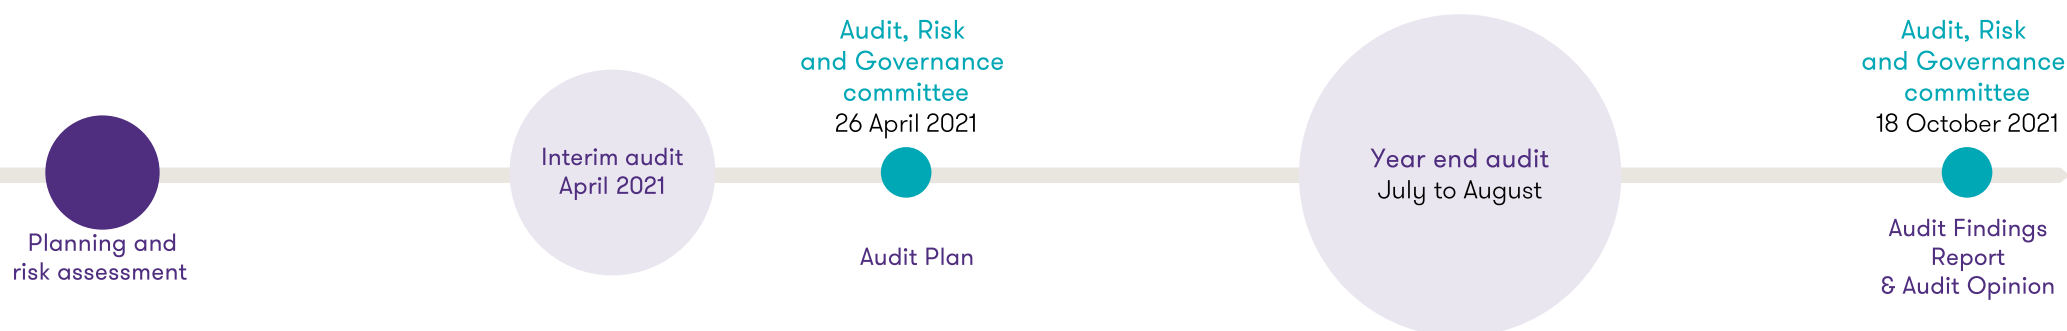 Planning and
risk assessment
Interim audit
April 2021
Audit, Risk
and Governance
committee
26 April 2021
Audit Plan
Year end audit
July to August
Audit, Risk
and Governance
committee
18 October 2021
Audit Findings
Report
& Audit Opinion